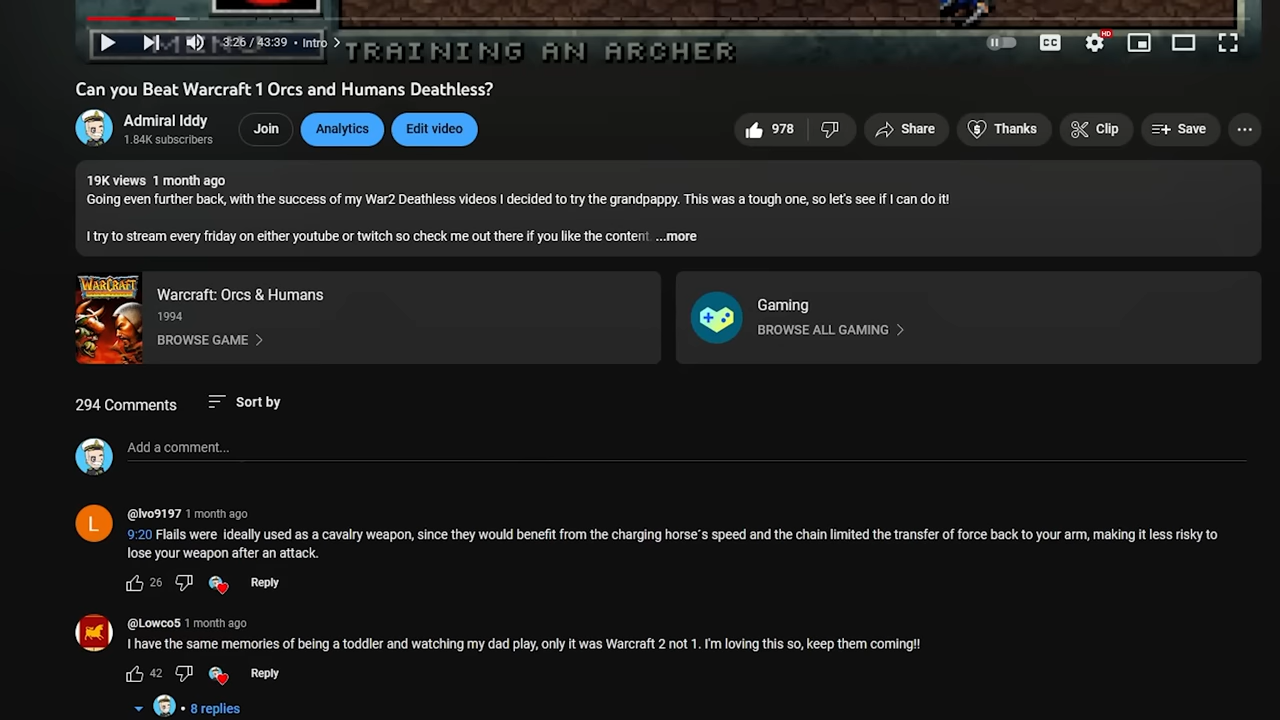 3:26 / 43:39 • Intro
CC
HD
TRAINING AN ARCHER
Can you Beat Warcraft 1 Orcs and Humans Deathless?
Admiral Iddy
1.84K subscribers
Join
Analytics
Edit video
978
Share
Thanks
Clip
Save
19K views 1 month ago
Going even further back, with the success of my War2 Deathless videos I decided to try the grandpappy. This was a tough one, so let's see if I can do it!
I try to stream every friday on either youtube or twitch so check me out there if you like the content ...more
WARCRAFT
Warcraft: Orcs & Humans
1994
BROWSE GAME
Gaming
BROWSE ALL GAMING
294 Comments
Sort by
Add a comment...
L
@lvo9197 1 month ago
9:20 Flails were ideally used as a cavalry weapon, since they would benefit from the charging horse´s speed and the chain limited the transfer of force back to your arm, making it less risky to
lose your weapon after an attack.
26
Reply
@Lowco5 1 month ago
I have the same memories of being a toddler and watching my dad play, only it was Warcraft 2 not 1. I'm loving this so, keep them coming!!
42
Reply
• 8 replies